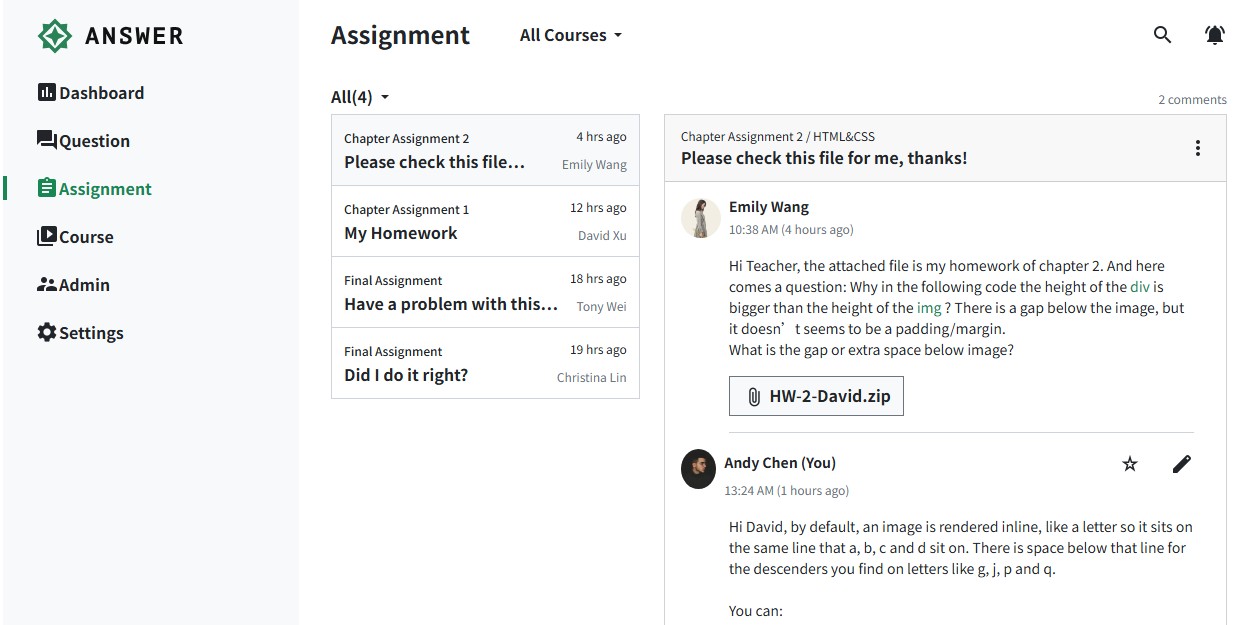 ANSWER
Dashboard
Question
Assignment
Course
Admin
Settings
Assignment
All Courses
All(4)
2 comments
Chapter Assignment 2
4 hrs ago
Please check this file...
Emily Wang
Chapter Assignment 1
12 hrs ago
My Homework
David Xu
Final Assignment
18 hrs ago
Have a problem with this...
Tony Wei
Final Assignment
19 hrs ago
Did I do it right?
Christina Lin
Chapter Assignment 2 / HTML&CSS
Please check this file for me, thanks!
Emily Wang
10:38 AM (4 hours ago)
Hi Teacher, the attached file is my homework of chapter 2. And here
comes a question: Why in the following code the height of the div is
bigger than the height of the img ? There is a gap below the image, but
it doesn’t seems to be a padding/margin.
What is the gap or extra space below image?
HW-2-David.zip
Andy Chen (You)
13:24 AM (1 hours ago)
Hi David, by default, an image is rendered inline, like a letter so it sits on
the same line that a, b, c and d sit on. There is space below that line for
the descenders you find on letters like g, j, p and q.
You can: